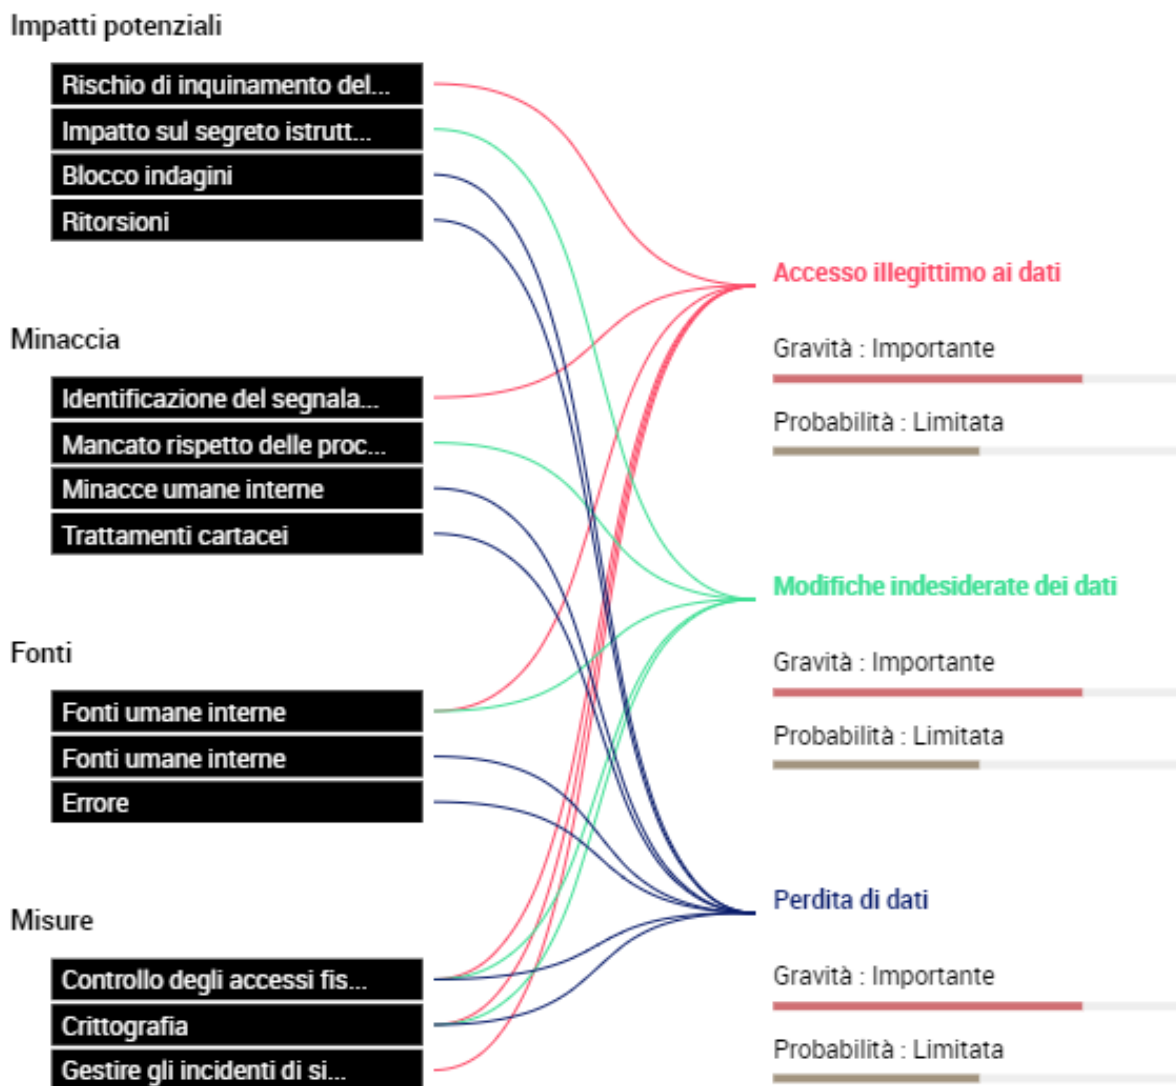 Impatti potenziali
Rischio di inquinamento del...
Impatto sul segreto istrutt...
Blocco indagini
Ritorsioni
Minaccia
Identificazione del segnala...
Mancato rispetto delle proc...
Minacce umane interne
Trattamenti cartacei
Fonti
Fonti umane interne
Fonti umane interne
Errore
Misure
Controllo degli accessi fis...
Crittografia
Gestire gli incidenti di si...
Accesso illegittimo ai dati
Gravità : Importante
Probabilità : Limitata
Modifiche indesiderate dei dati
Gravità : Importante
Probabilità : Limitata
Perdita di dati
Gravità : Importante
Probabilità : Limitata